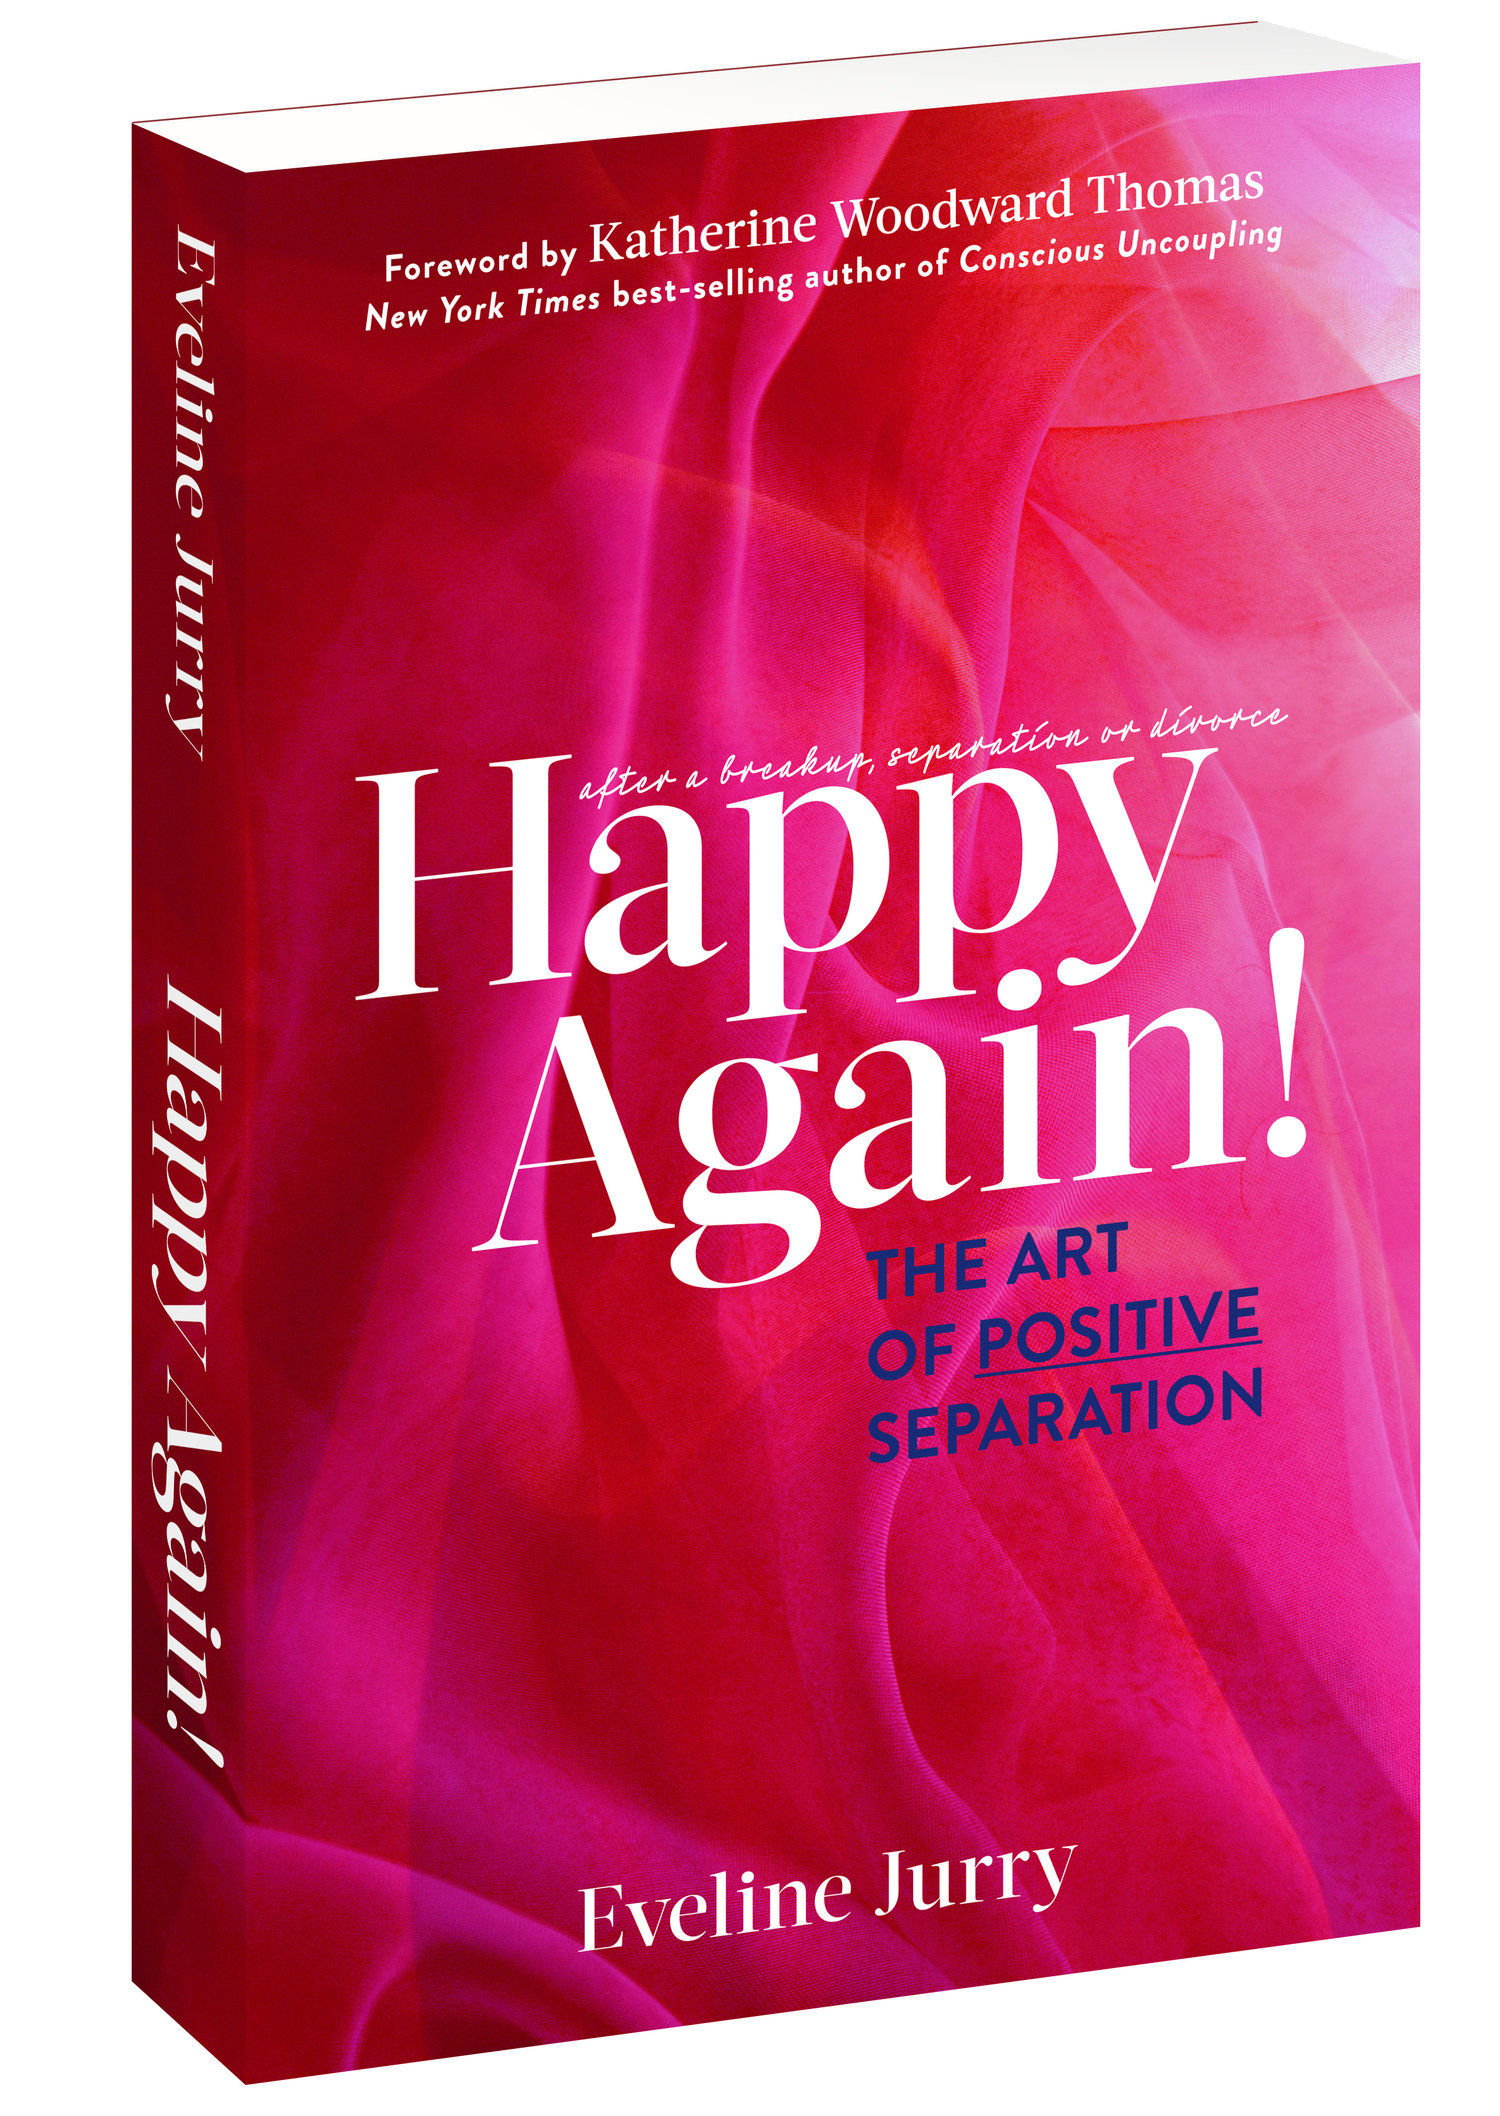 Foreword by Katherine Woodward Thomas
New York Times best-selling author of Conscious Uncoupling
after a breakup, separation or divorce
Happy
Again!
THE ART
OF POSITIVE
SEPARATION
Eveline Jurry
Eveline Jurry Happy Again!